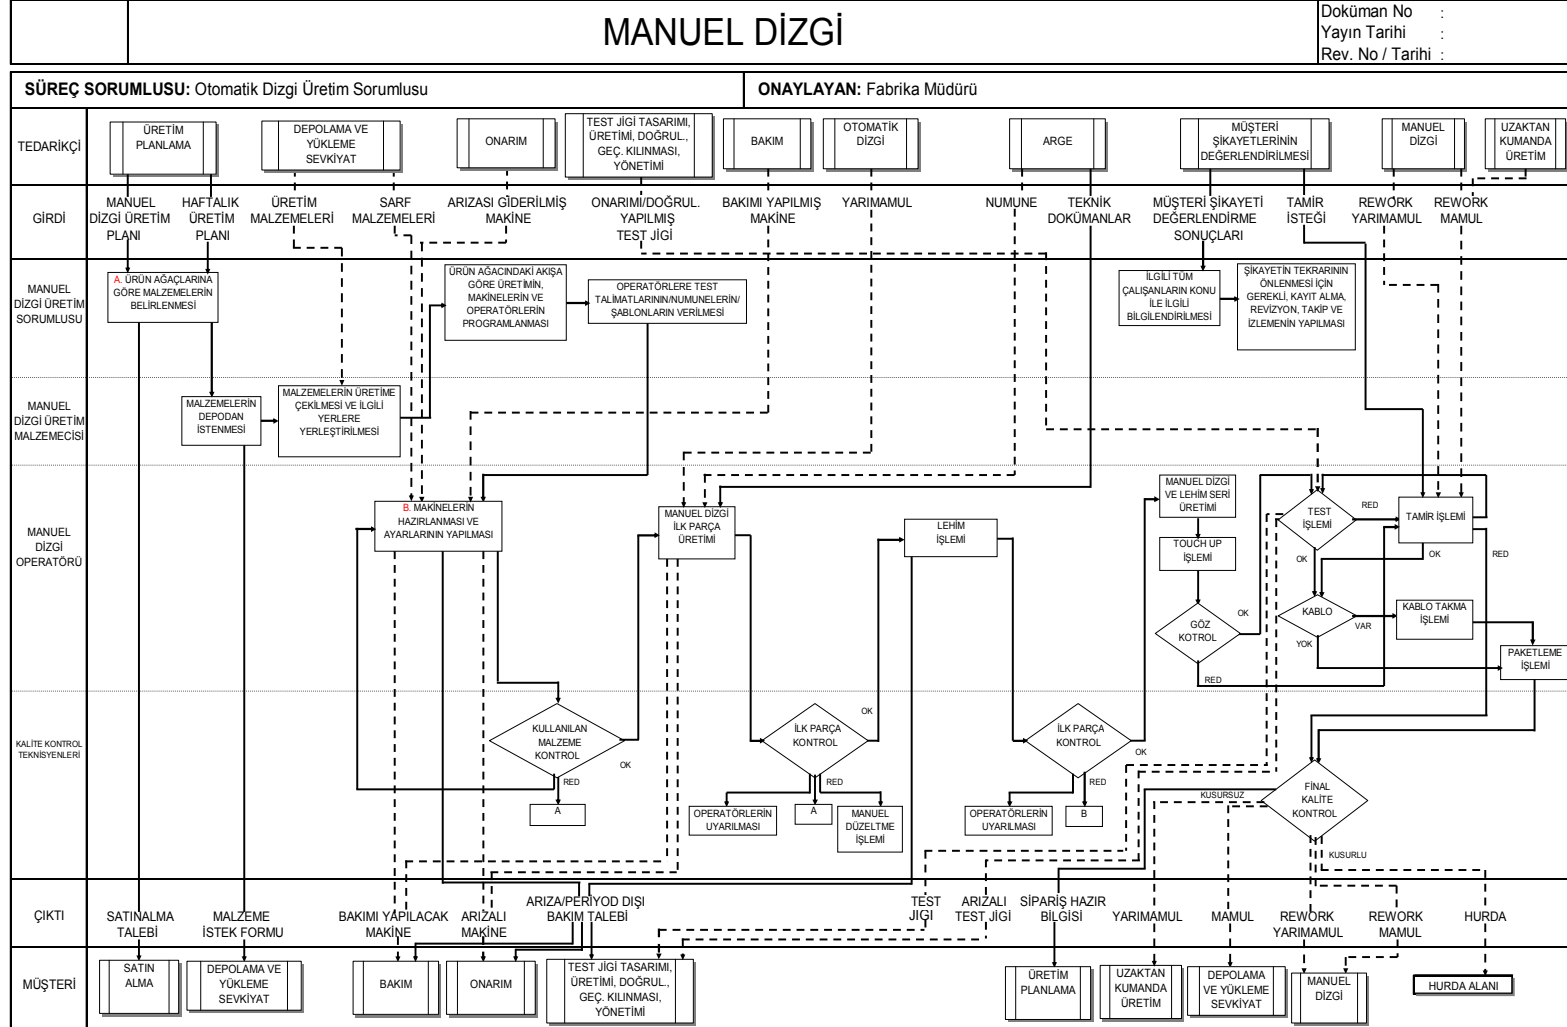 MANUEL DİZGİ
Doküman No :
Yayın Tarihi :
Rev. No / Tarihi :
SÜREÇ SORUMLUSU: Otomatik Dizgi Üretim Sorumlusu
ONAYLAYAN: Fabrika Müdürü
TEDARİKÇİ
ÜRETİM
PLANLAMA
DEPOLAMA VE
YÜKLEME
SEVKİYAT
ONARIM
TEST JİGİ TASARIMI,
ÜRETİMİ, DOĞRUL.,
GEÇ. KILINMASI,
YÖNETİMİ
BAKIM
OTOMATİK
DİZGİ
ARGE
MÜŞTERİ
ŞİKAYETLERİNİN
DEĞERLENDİRİLMESİ
MANUEL
DİZGİ
UZAKTAN
KUMANDA
ÜRETİM
GİRDİ
MANUEL
DİZGİ ÜRETİM
PLANI
HAFTALIK
ÜRETİM
PLANI
ÜRETİM
MALZEMELERİ
SARF
MALZEMELERİ
ARIZASI GİDERİLMİŞ
MAKİNE
ONARIMI/DOĞRUL.
YAPILMIŞ
TEST JİGİ
BAKIMI YAPILMIŞ
MAKİNE
YARIMAMUL
NUMUNE
TEKNİK
DOKÜMANLAR
MÜŞTERİ ŞİKAYETİ
DEĞERLENDİRME
SONUÇLARI
TAMİR
İSTEĞİ
REWORK
YARIMAMUL
REWORK
MAMUL
MANUEL
DİZGİ ÜRETİM
SORUMLUSU
A. ÜRÜN AĞAÇLARINA
GÖRE MALZEMELERİN
BELİRLENMESİ
ÜRÜN AĞACINDAKİ AKIŞA
GÖRE ÜRETİMİN,
MAKİNELERİN VE
OPERATÖRLERİN
PROGRAMLANMASI
OPERATÖRLERE TEST
TALİMATLARININ/NUMUNELERİN/
ŞABLONLARIN VERİLMESİ
İLGİLİ TÜM
ÇALIŞANLARIN KONU
İLE İLGİLİ
BİLGİLENDİRİLMESİ
ŞİKAYETİN TEKRARININ
ÖNLENMESİ İÇİN
GEREKLİ, KAYIT ALMA,
REVİZYON, TAKİP VE
İZLEMENİN YAPILMASI
MANUEL
DİZGİ ÜRETİM
MALZEMECİSİ
MALZEMELERİN
DEPODAN
İSTENMESİ
MALZEMELERİN ÜRETİME
ÇEKİLMESİ VE İLGİLİ
YERLERE
YERLEŞTİRİLMESİ
MANUEL
DİZGİ
OPERATÖRÜ
B. MAKİNELERİN
HAZIRLANMASI VE
AYARLARININ YAPILMASI
MANUEL DİZGİ
İLK PARÇA
ÜRETİMİ
LEHİM
İŞLEMİ
MANUEL DİZGİ
VE LEHİM SERİ
ÜRETİMİ
TOUCH UP
İŞLEMİ
GÖZ
KOTROL
OK
RED
TEST
İŞLEMİ
RED
OK
TAMİR İŞLEMİ
OK
RED
KABLO
VAR
YOK
KABLO TAKMA
İŞLEMİ
PAKETLEME
İŞLEMİ
KALİTE KONTROL
TEKNİSYENLERİ
KULLANILAN
MALZEME
KONTROL
OK
RED
A
İLK PARÇA
KONTROL
OK
RED
OPERATÖRLERİN
UYARILMASI
A
MANUEL
DÜZELTME
İŞLEMİ
İLK PARÇA
KONTROL
OK
RED
OPERATÖRLERİN
UYARILMASI
B
FİNAL
KALİTE
KONTROL
KUSURSUZ
KUSURLU
ÇIKTI
SATINALMA
TALEBİ
MALZEME
İSTEK FORMU
BAKIMI YAPILACAK
MAKİNE
ARIZALI
MAKİNE
ARIZA/PERİYOD DIŞI
BAKIM TALEBİ
TEST
JIGI
ARIZALI
TEST JİGİ
SİPARİŞ HAZIR
BİLGİSİ
YARIMAMUL
MAMUL
REWORK
YARIMAMUL
REWORK
MAMUL
HURDA
MÜŞTERİ
SATIN
ALMA
DEPOLAMA VE
YÜKLEME
SEVKİYAT
BAKIM
ONARIM
TEST JİGİ TASARIMI,
ÜRETİMİ, DOĞRUL.,
GEÇ. KILINMASI,
YÖNETİMİ
ÜRETİM
PLANLAMA
UZAKTAN
KUMANDA
ÜRETİM
DEPOLAMA
VE YÜKLEME
SEVKİYAT
MANUEL
DİZGİ
HURDA ALANI